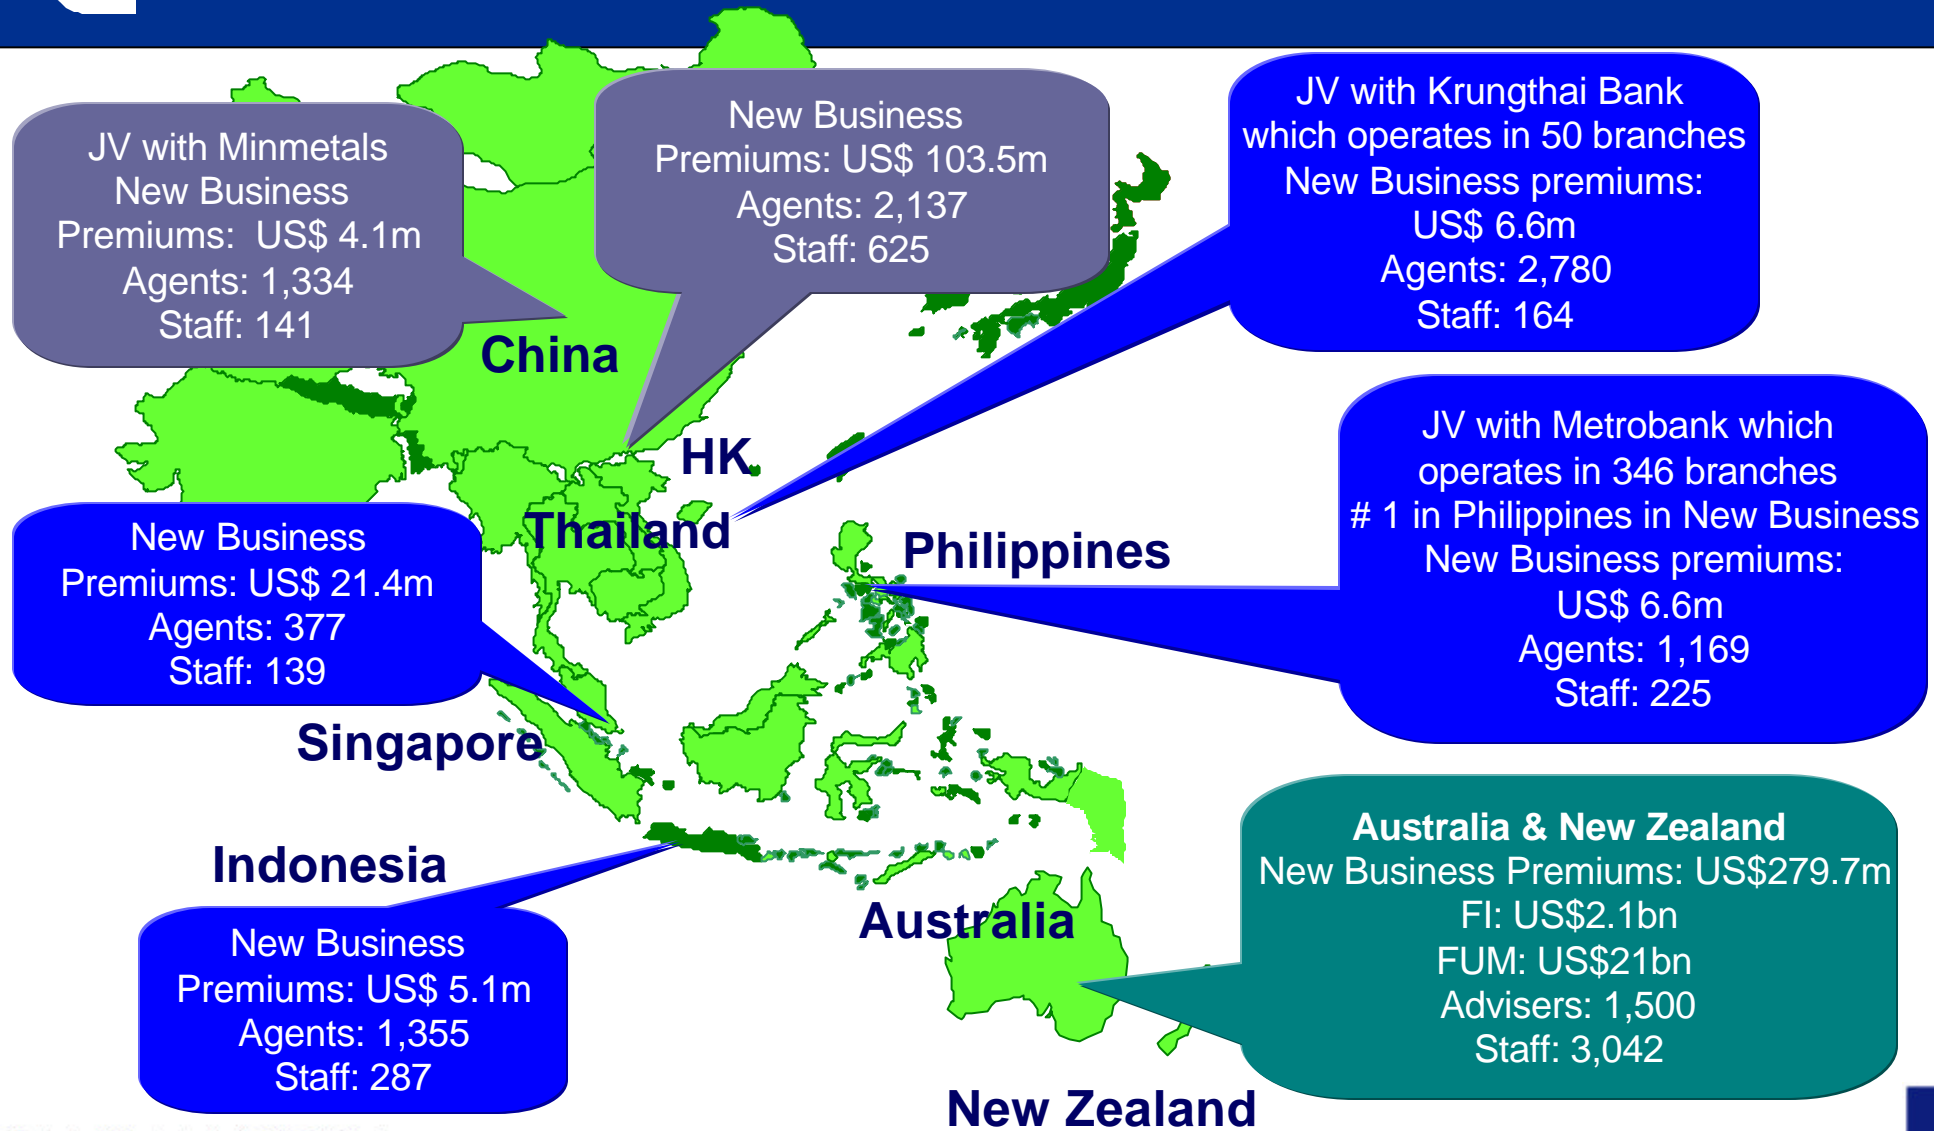 JV with Minmetals
New Business
Premiums:  US$ 4.1m
Agents: 1,334
Staff: 141
New Business
Premiums: US$ 103.5m
Agents: 2,137
Staff: 625
JV with Krungthai Bank
which operates in 50 branches
New Business premiums:
US$ 6.6m
Agents: 2,780
Staff: 164
China
HK
Thailand
JV with Metrobank which
operates in 346 branches
# 1 in Philippines in New Business
New Business premiums:
US$ 6.6m
Agents: 1,169
Staff: 225
Philippines
New Business
Premiums: US$ 21.4m
Agents: 377
Staff: 139
Singapore
Indonesia
New Business
Premiums: US$ 5.1m
Agents: 1,355
Staff: 287
Australia
Australia & New Zealand
New Business Premiums: US$279.7m
FI: US$2.1bn
FUM: US$21bn
Advisers: 1,500
Staff: 3,042
New Zealand